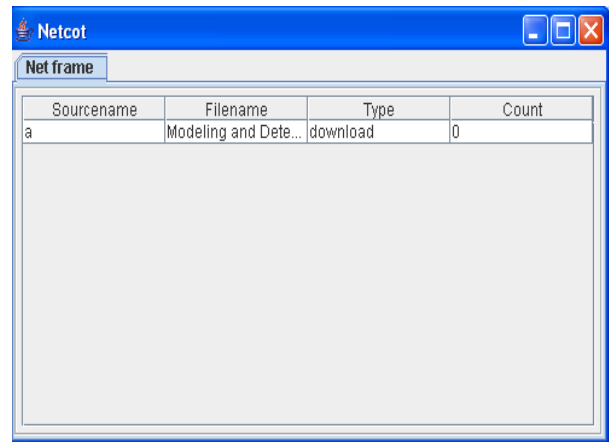 Netcot
Net frame
Sourcename Filename Type Count
a Modeling and Dete... download 0